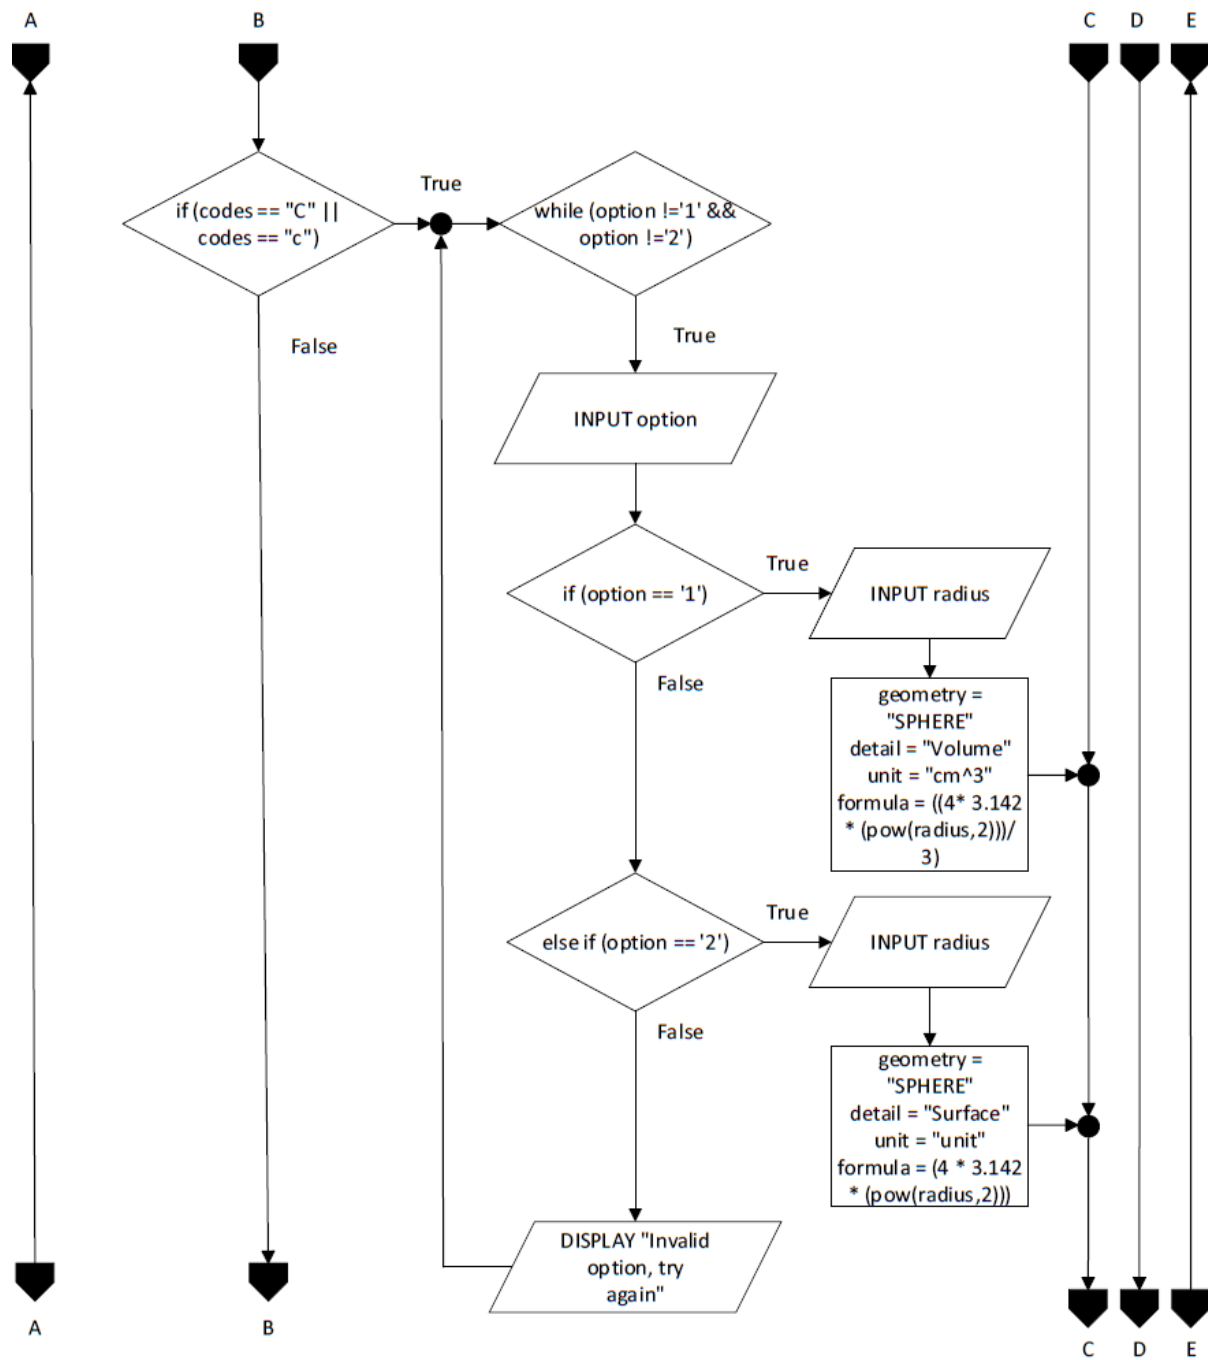 A
B
C
D
E
if (codes == "C" ||
codes == "c")
True
while (option !='1' &&
option !='2')
False
True
INPUT option
if (option == '1')
True
INPUT radius
False
geometry =
"SPHERE"
detail = "Volume"
unit = "cm^3"
formula = ((4* 3.142
* (pow(radius,2)))/
3)
else if (option == '2')
True
INPUT radius
False
geometry =
"SPHERE"
detail = "Surface"
unit = "unit"
formula = (4 * 3.142
* (pow(radius,2)))
DISPLAY "Invalid
option, try
again"
A
B
C
D
E